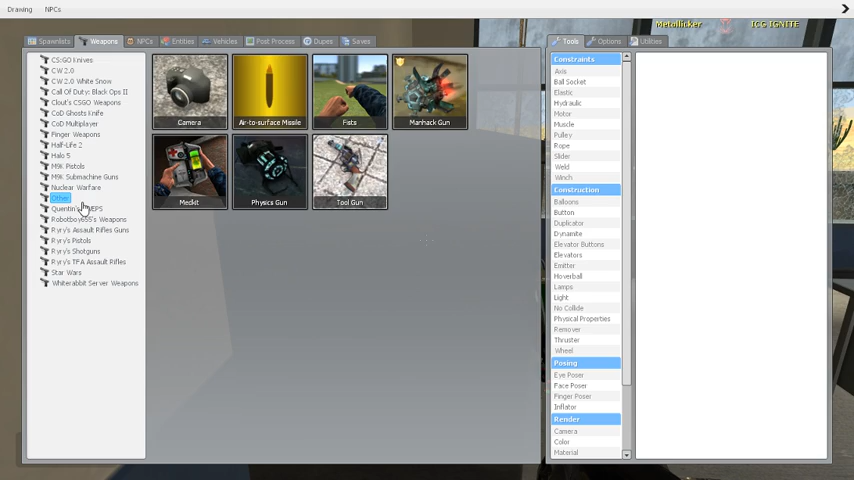 Drawing NPCs
Metallicker ICG IGNITE
Spawnlists Weapons NPCs Entities Vehicles Post Process Dupes Saves
Tools Options Utilities
CS:GO Knives
CW 2.0
CW 2.0 White Snow
Call Of Duty: Black Ops II
Clout's CSGO Weapons
CoD Ghosts Knife
CoD Multiplayer
Finger Weapons
Half-Life 2
Halo 5
M9K Pistols
M9K Submachine Guns
Nuclear Warfare
Other
Ryry's Assault Rifles Guns
Ryry's Pistols
Ryry's Shotguns
Ryry's TFA Assault Rifles
Star Wars
Whiterabbit Server Weapons
Camera
Air-to-surface Missile
Fists
Manhack Gun
Medkit
Physics Gun
Tool Gun
Constraints
Axis
Ball Socket
Elastic
Hydraulic
Motor
Muscle
Pulley
Rope
Slider
Weld
Winch
Construction
Balloons
Button
Duplicator
Dynamite
Elevator Buttons
Elevators
Emitter
Hoverball
Lamps
Light
No Collide
Physical Properties
Remover
Thruster
Wheel
Posing
Eye Poser
Face Poser
Finger Poser
Inflator
Render
Camera
Color
Material